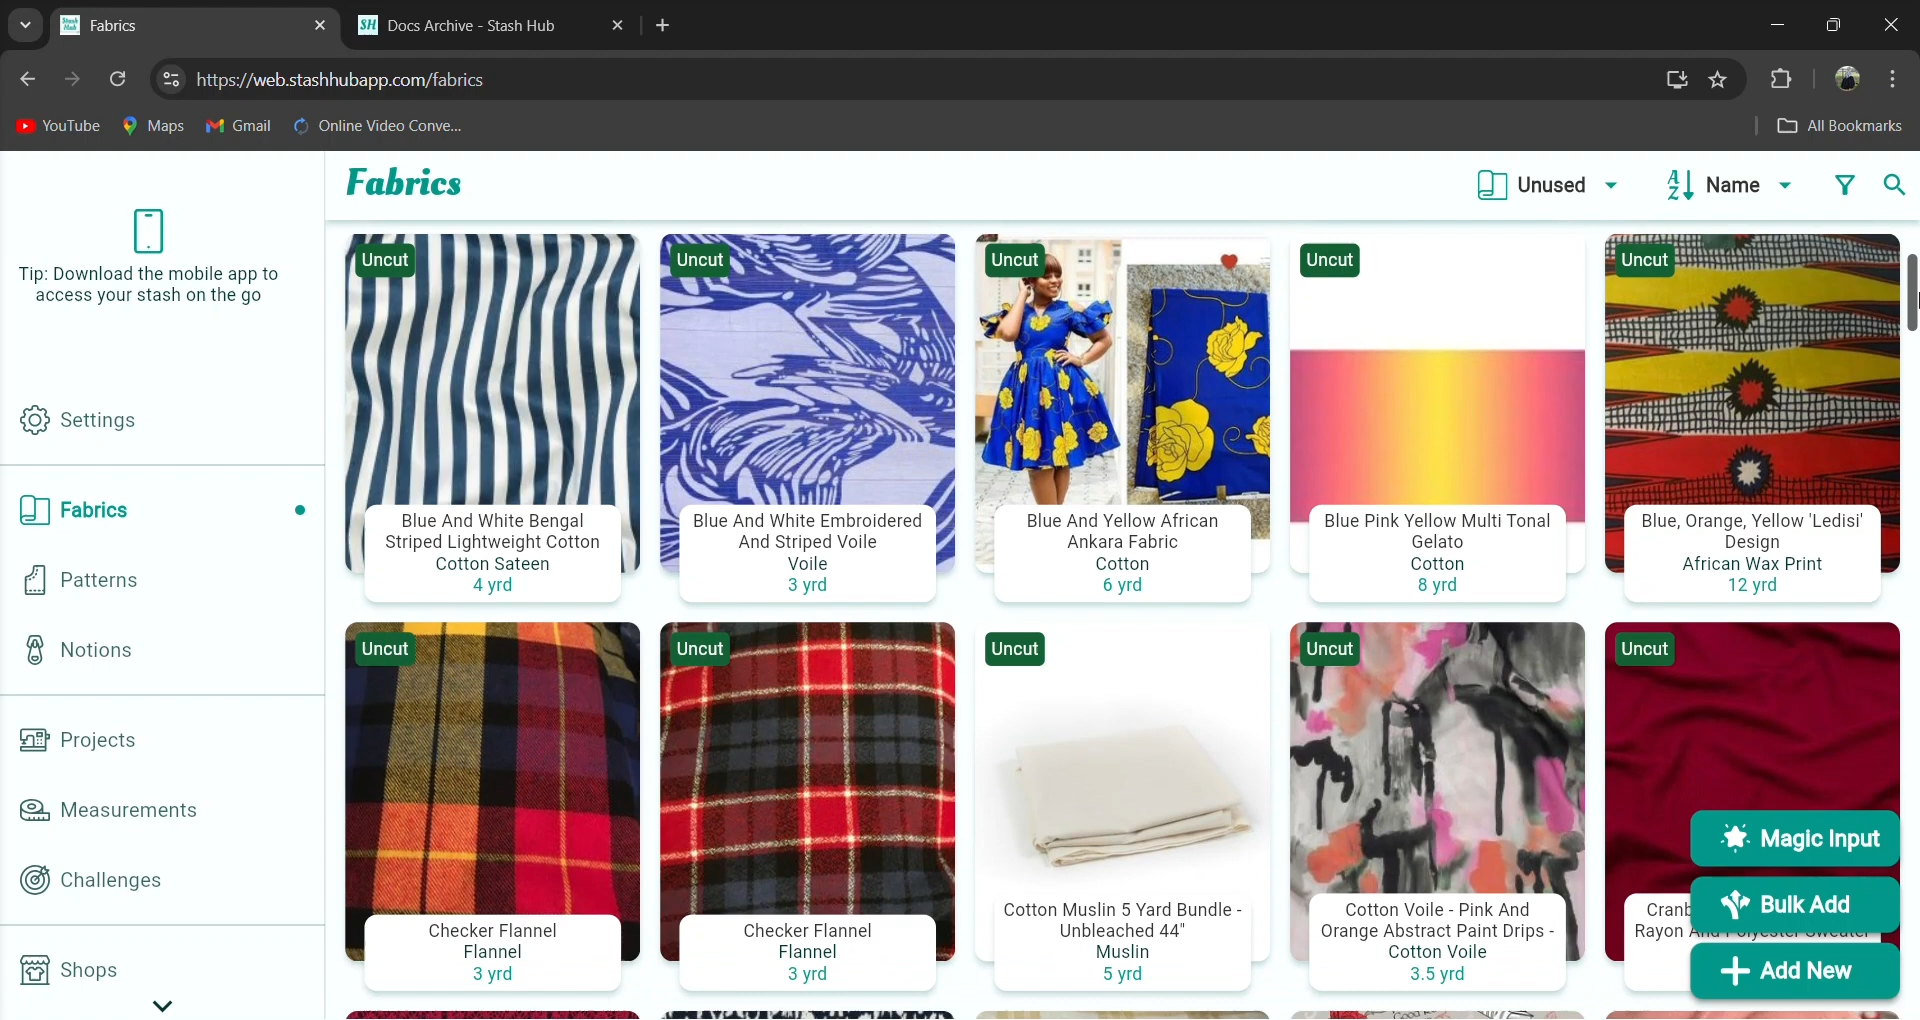 Fabrics
Docs Archive - Stash Hub
https://web.stashhubapp.com/fabrics
YouTube
Maps
Gmail
Online Video Conve...
All Bookmarks
Tip: Download the mobile app to
access your stash on the go
Settings
Fabrics
Patterns
Notions
Projects
Measurements
Challenges
Shops
Fabrics
Unused
Name
Uncut
Blue And White Bengal
Striped Lightweight Cotton
Cotton Sateen
4 yrd
Uncut
Blue And White Embroidered
And Striped Voile
Voile
3 yrd
Uncut
Blue And Yellow African
Ankara Fabric
Cotton
6 yrd
Uncut
Blue Pink Yellow Multi Tonal
Gelato
Cotton
8 yrd
Uncut
Blue, Orange, Yellow 'Ledisi'
Design
African Wax Print
12 yrd
Uncut
Checker Flannel
Flannel
3 yrd
Uncut
Checker Flannel
Flannel
3 yrd
Uncut
Cotton Muslin 5 Yard Bundle -
Unbleached 44"
Muslin
5 yrd
Uncut
Cotton Voile - Pink And
Orange Abstract Paint Drips -
Cotton Voile
3.5 yrd
Uncut
Rayon And Polyester Sweater
Magic Input
Bulk Add
Add New